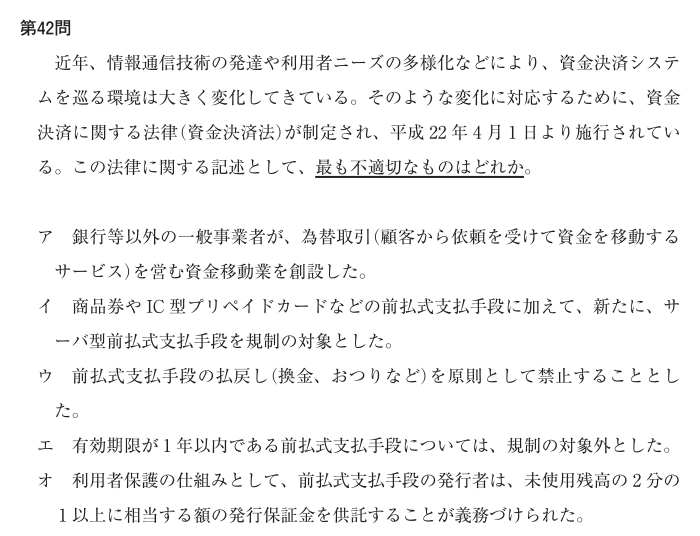 第42問
近年、情報通信技術の発達や利用者ニーズの多様化などにより、資金決済システ
ムを巡る環境は大きく変化してきている。そのような変化に対応するために、資金
決済に関する法律(資金決済法)が制定され、平成 22 年 4 月 1 日より施行されてい
る。この法律に関する記述として、最も不適切なものはどれか。
ア 銀行等以外の一般事業者が、為替取引(顧客から依頼を受けて資金を移動する
サービス)を営む資金移動業を創設した。
イ 商品券や IC 型プリペイドカードなどの前払式支払手段に加えて、新たに、サ
ーバ型前払式支払手段を規制の対象とした。
ウ 前払式支払手段の払戻し(換金、おつりなど)を原則として禁止することとし
た。
エ 有効期限が 1 年以内である前払式支払手段については、規制の対象外とした。
オ 利用者保護の仕組みとして、前払式支払手段の発行者は、未使用残高の 2 分の
1 以上に相当する額の発行保証金を供託することが義務づけられた。